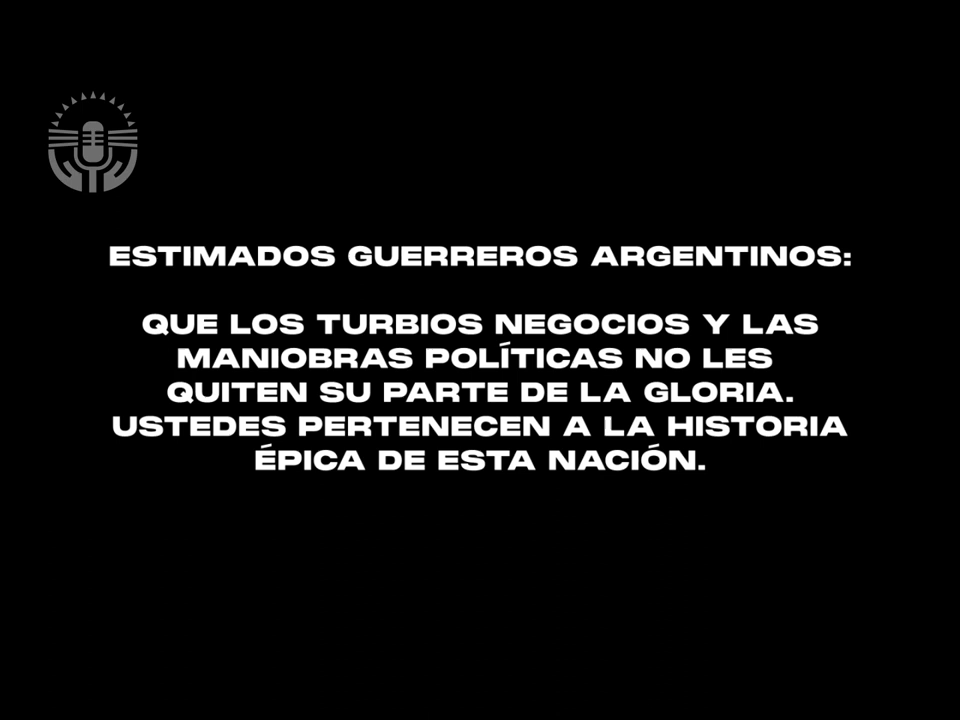 ESTIMADOS GUERREROS ARGENTINOS:
QUE LOS TURBIOS NEGOCIOS Y LAS
MANIOBRAS POLÍTICAS NO LES
QUITEN SU PARTE DE LA GLORIA.
USTEDES PERTENECEN A LA HISTORIA
ÉPICA DE ESTA NACIÓN.